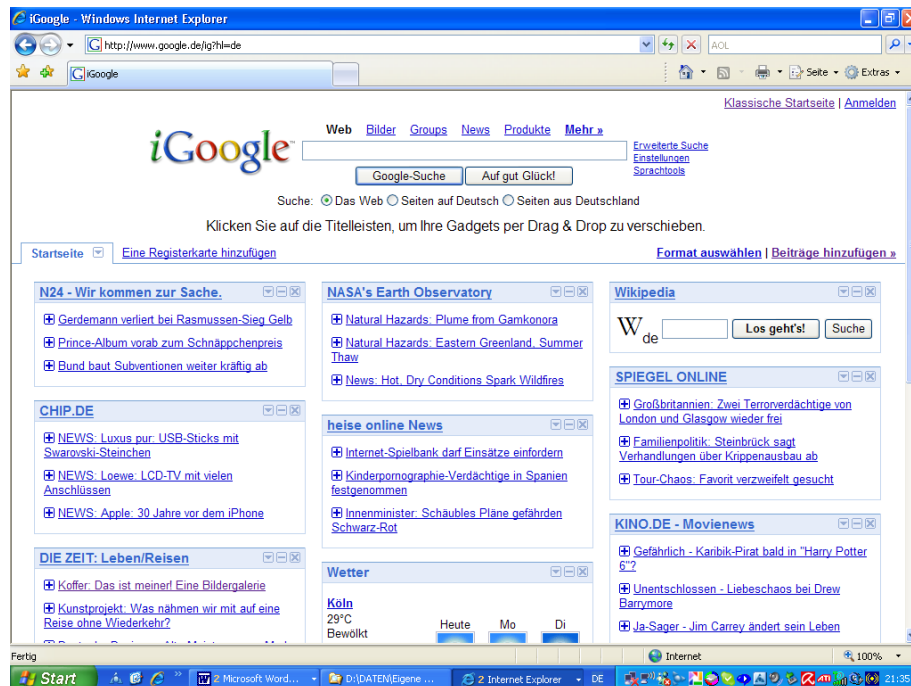 iGoogle - Windows Internet Explorer
http://www.google.de/ig?hl=de
AOL
iGoogle
Seite
Extras
Klassische Startseite | Anmelden
iGoogle
Web Bilder Groups News Produkte Mehr »
Erweiterte Suche
Einstellungen
Sprachtools
Google-Suche
Auf gut Glück!
Suche: Das Web Seiten auf Deutsch Seiten aus Deutschland
Klicken Sie auf die Titelleisten, um Ihre Gadgets per Drag & Drop zu verschieben.
Startseite
Eine Registerkarte hinzufügen
Format auswählen | Beiträge hinzufügen »
N24 - Wir kommen zur Sache.
Gerdemann verliert bei Rasmussen-Sieg Gelb
Prince-Album vorab zum Schnäppchenpreis
Bund baut Subventionen weiter kräftig ab
CHIP.DE
NEWS: Luxus pur: USB-Sticks mit
Swarovski-Steinchen
NEWS: Loewe: LCD-TV mit vielen
Anschlüssen
NEWS: Apple: 30 Jahre vor dem iPhone
DIE ZEIT: Leben/Reisen
Koffer: Das ist meiner! Eine Bildergalerie
Kunstprojekt: Was nähmen wir mit auf eine
Reise ohne Wiederkehr?
NASA's Earth Observatory
Natural Hazards: Plume from Gamkonora
Natural Hazards: Eastern Greenland, Summer
Thaw
News: Hot, Dry Conditions Spark Wildfires
heise online News
Internet-Spielbank darf Einsätze einfordern
Kinderpornographie-Verdächtige in Spanien
festgenommen
Innenminister: Schäubles Pläne gefährden
Schwarz-Rot
Wetter
Köln
29°C
Bewölkt
Heute Mo Di
Wikipedia
W de
Los geht's!
Suche
SPIEGEL ONLINE
Großbritannien: Zwei Terrorverdächtige von
London und Glasgow wieder frei
Familienpolitik: Steinbrück sagt
Verhandlungen über Krippenausbau ab
Tour-Chaos: Favorit verzweifelt gesucht
KINO.DE - Movienews
Gefährlich - Karibik-Pirat bald in "Harry Potter
6"?
Unentschlossen - Liebeschaos bei Drew
Barrymore
Ja-Sager - Jim Carrey ändert sein Leben
Fertig
Internet
100%
Start
2 Microsoft Word...
D:\DATEN\Eigene ...
2 Internet Explorer
DE
21:35